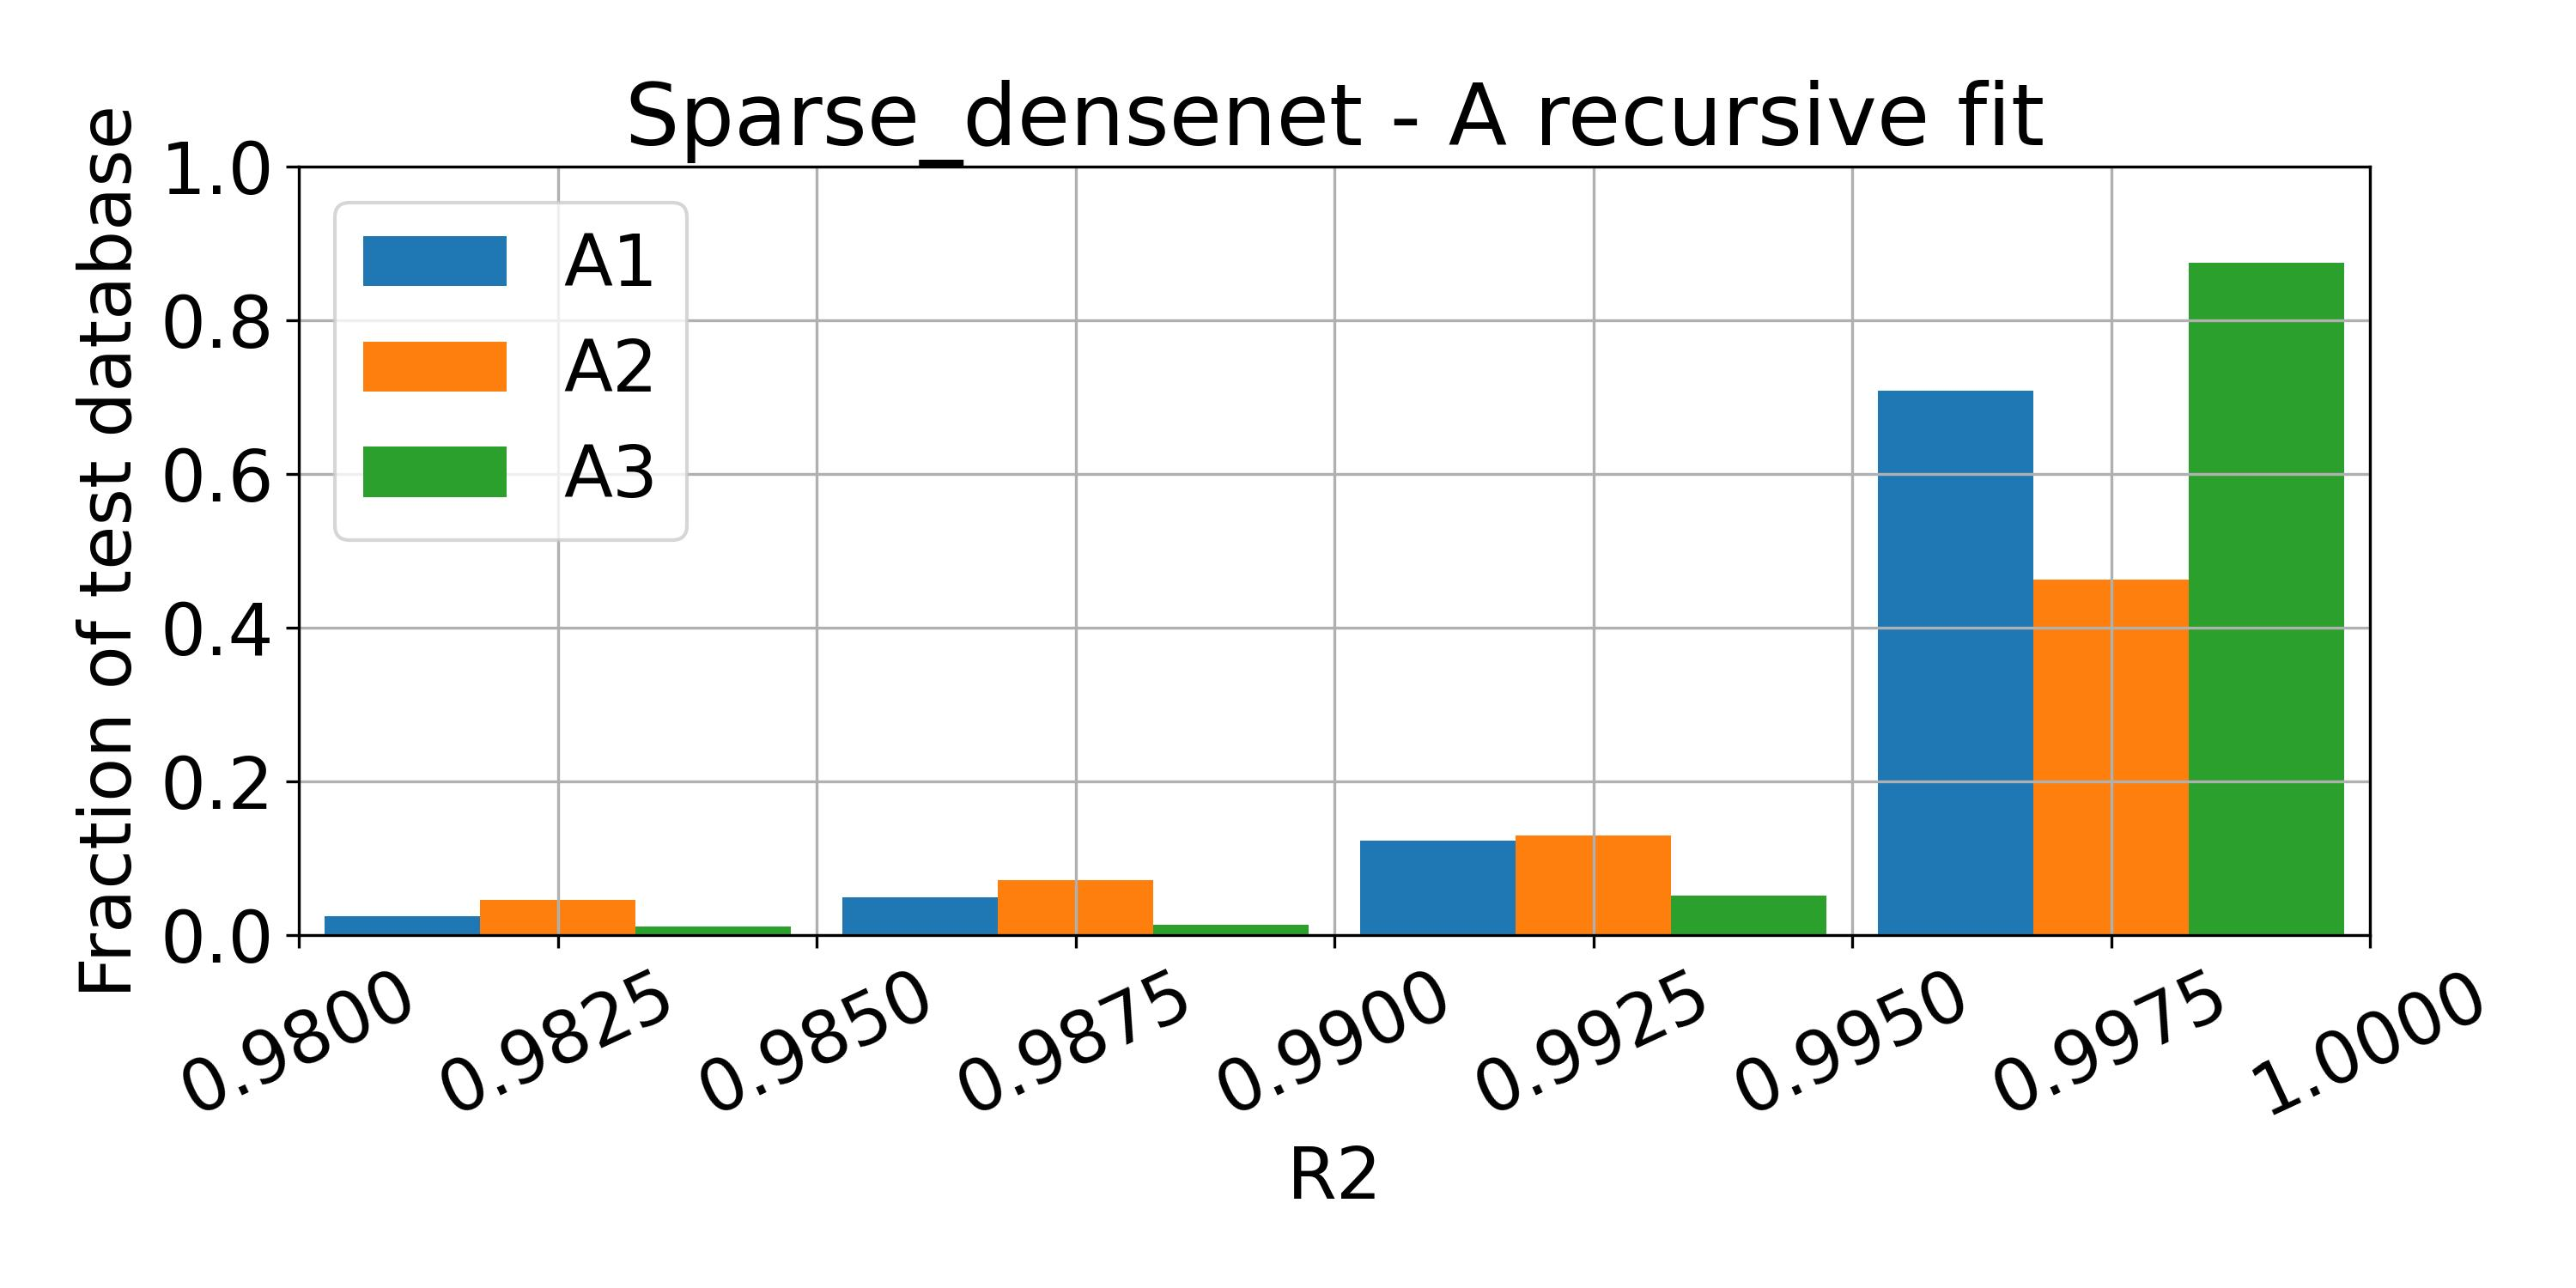 Sparse_densenet - A recursive fit
Fraction of test database
1.0
0.8
0.6
0.4
0.2
0.0
A1
A2
A3
0.9800
0.9825
0.9850
0.9875
0.9900
0.9925
0.9950
0.9975
1.0000
R2